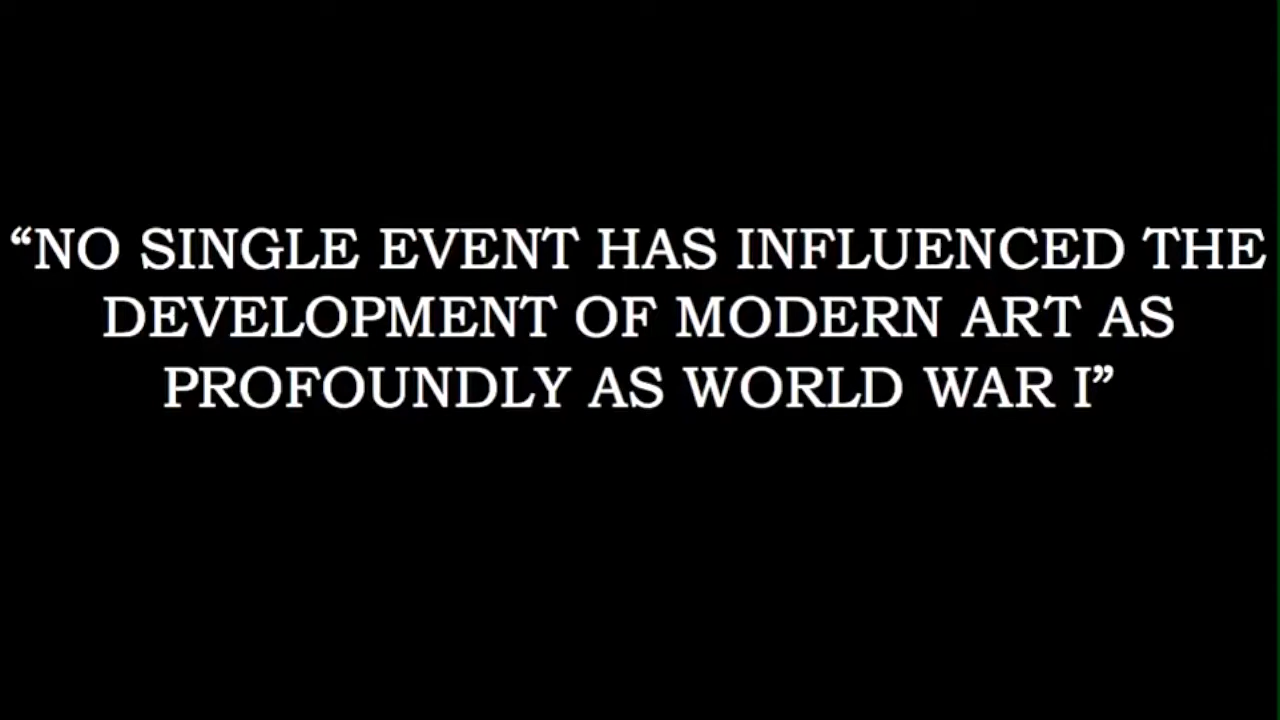 “NO SINGLE EVENT HAS INFLUENCED THE
DEVELOPMENT OF MODERN ART AS
PROFOUNDLY AS WORLD WAR I”